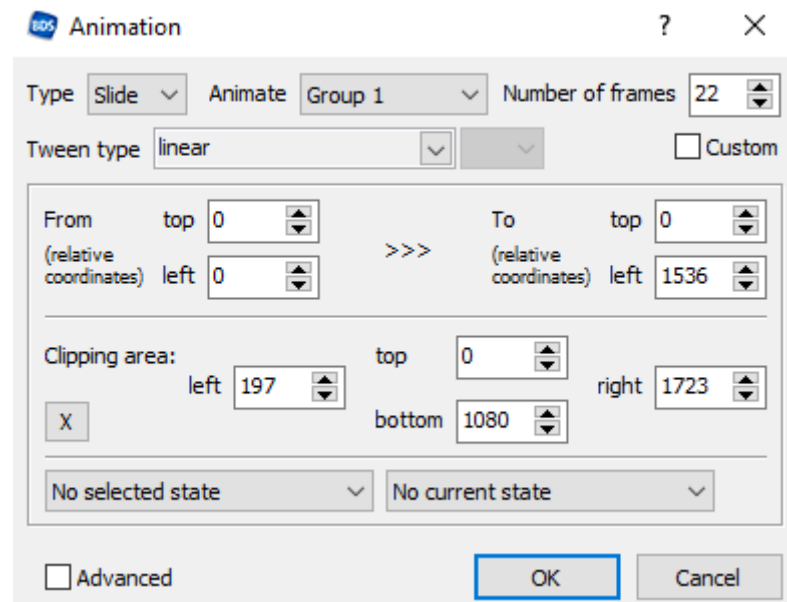 BDS Animation ? X
Type Slide Animate Group 1 Number of frames 22
Tween type linear Custom
From top 0 To top 0
(relative coordinates) left 0 >>> (relative coordinates) left 1536
Clipping area: top 0
left 197 right 1723
X bottom 1080
No selected state No current state
Advanced OK Cancel